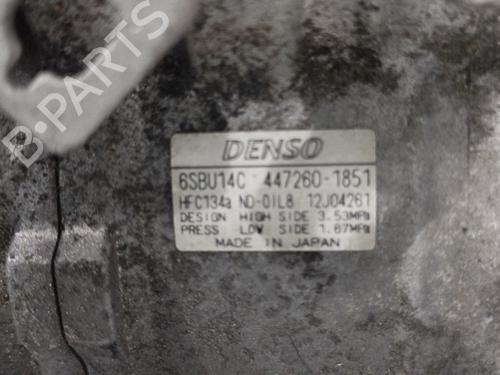 B-PARTS
DENSO
6SBU14C 447260-1851
HFC134a ND-OIL8 12J04261
DESIGN HIGH SIDE 3.53MPa
PRESS LOW SIDE 1.67MPa
MADE IN JAPAN